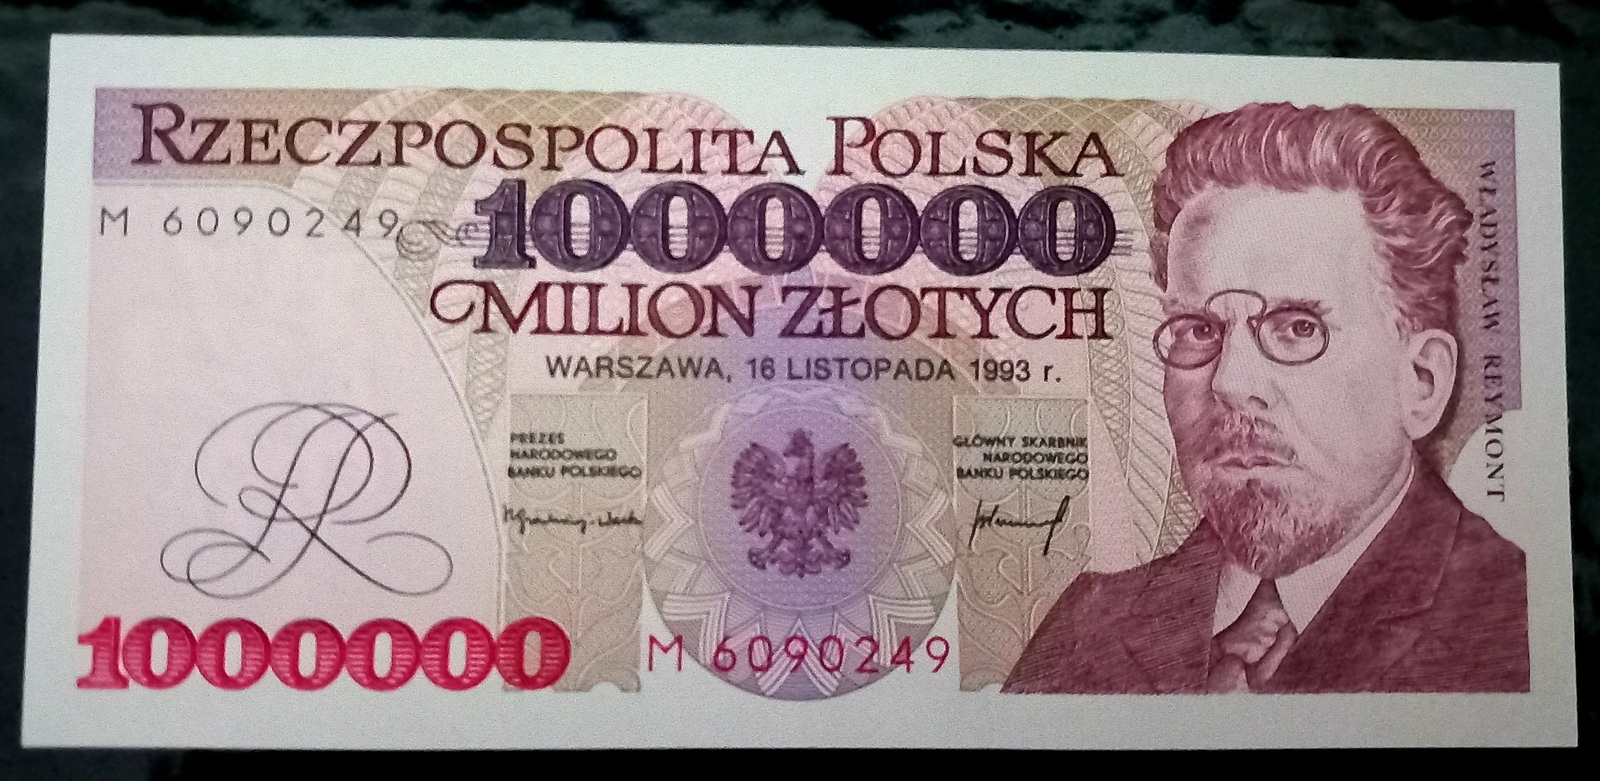 RZECZPOSPOLITA POLSKA
M 6090249
1000000
MILION ZŁOTYCH
WARSZAWA, 16 LISTOPADA 1993 r.
PREZES
NARODOWEGO
BANKU POLSKIEGO
GŁÓWNY SKARBNIK
NARODOWEGO
BANKU POLSKIEGO
1000000
M 6090249
WŁADYSŁAW REYMONT